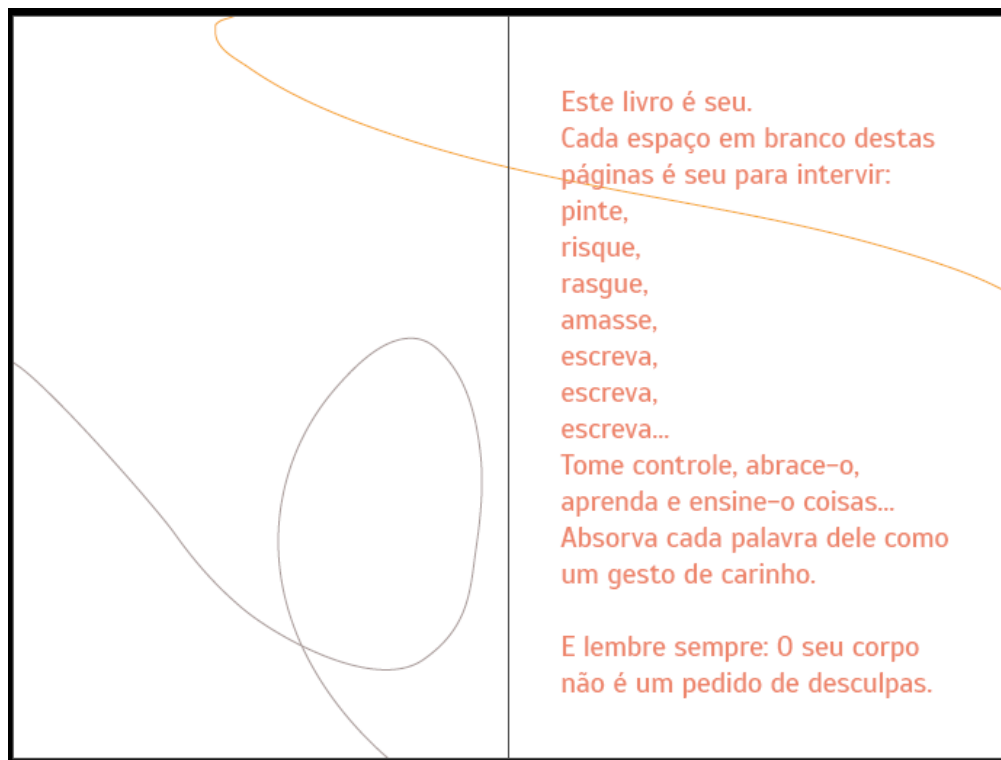 Este livro é seu.
Cada espaço em branco destas
páginas é seu para intervir:
pinte,
risque,
rasgue,
amasse,
escreva,
escreva,
escreva...
Tome controle, abrace-o,
aprenda e ensine-o coisas...
Absorva cada palavra dele como
um gesto de carinho.
E lembre sempre: O seu corpo
não é um pedido de desculpas.